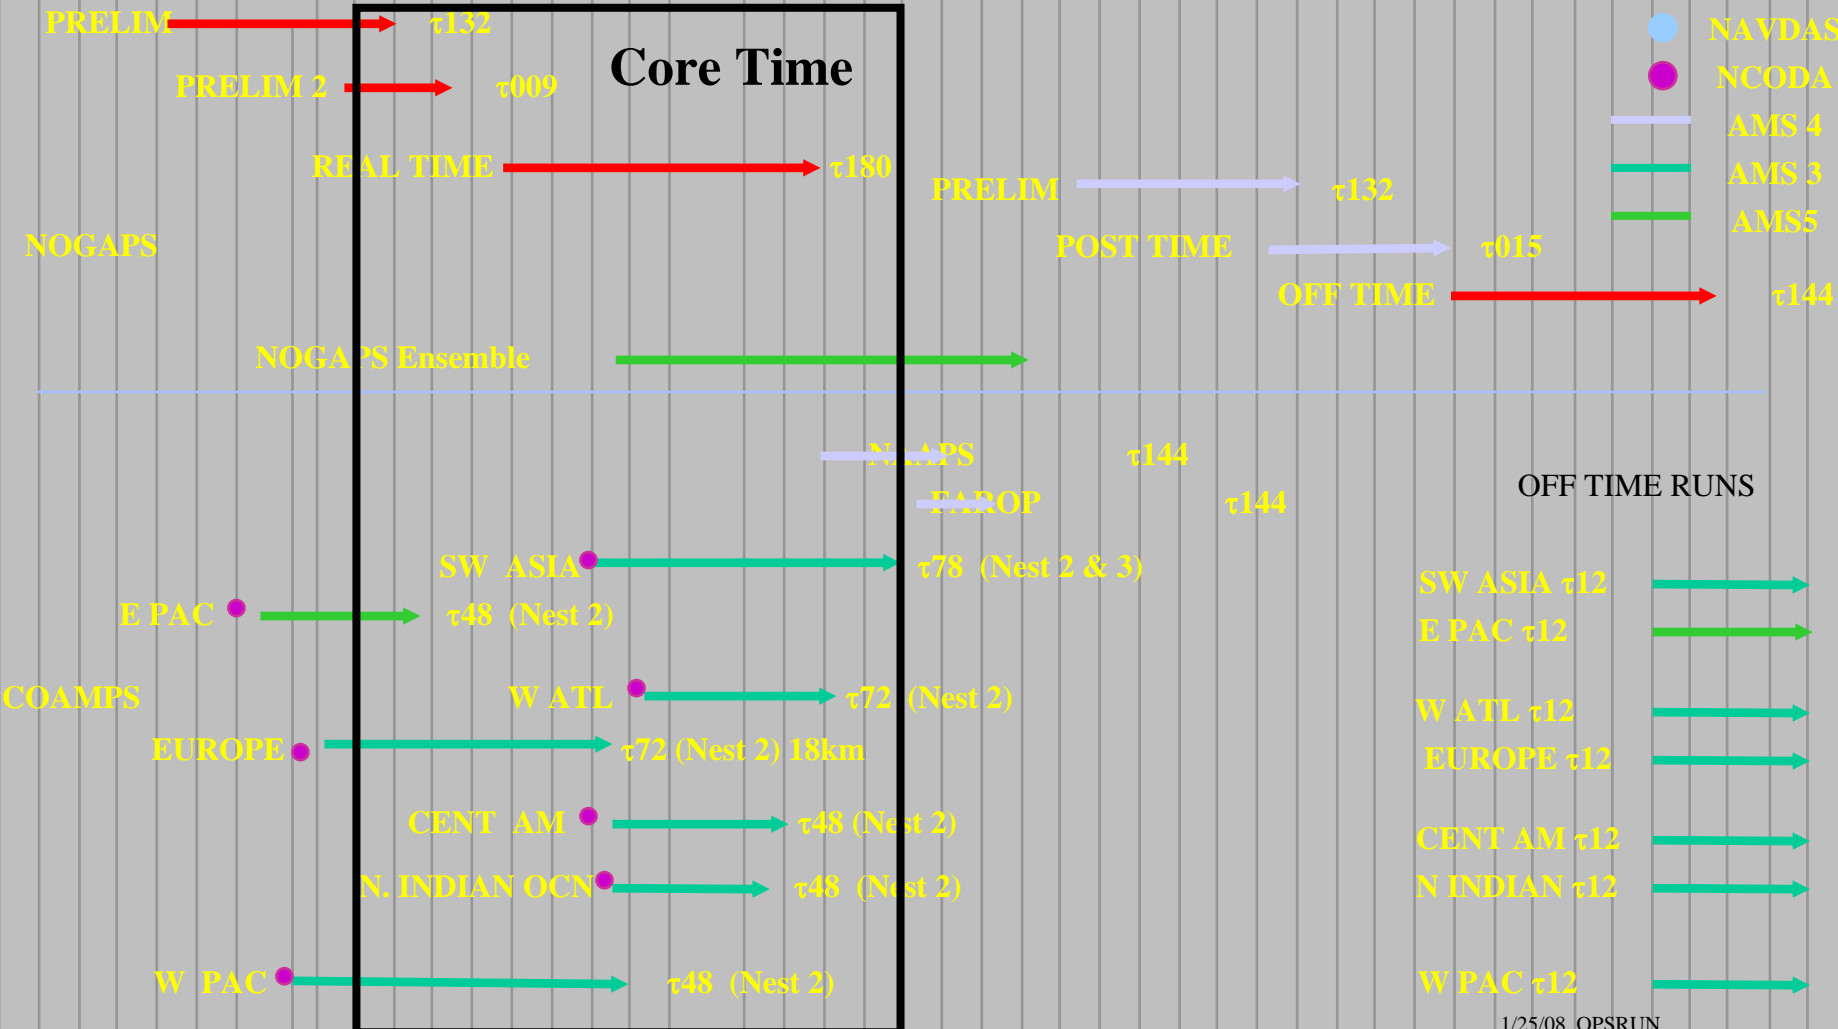 PRELIM τ132
Core Time
PRELIM 2 τ009
REAL TIME τ180
NAVDAS
NCODA
AMS 4
AMS 3
AMS5
PRELIM τ132
NOGAPS
POST TIME τ015
OFF TIME τ144
NOGAPS Ensemble
NAAPS τ144
FAROP τ144
OFF TIME RUNS
SW ASIA τ78 (Nest 2 & 3)
E PAC τ48 (Nest 2)
COAMPS
W ATL τ72 (Nest 2)
EUROPE τ72 (Nest 2) 18km
CENT AM τ48 (Nest 2)
N. INDIAN OCN τ48 (Nest 2)
W PAC τ48 (Nest 2)
SW ASIA τ12
E PAC τ12
W ATL τ12
EUROPE τ12
CENT AM τ12
N INDIAN τ12
W PAC τ12
1/25/08 OPSRUN